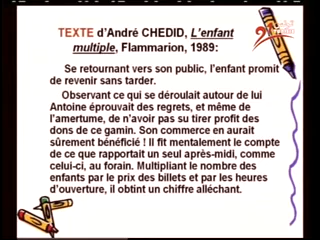 TEXTE d'André CHEDID, L'enfant
multiple, Flammarion, 1989:
Se retournant vers son public, l'enfant promit
de revenir sans tarder.
Observant ce qui se déroulait autour de lui
Antoine éprouvait des regrets, et même de
l'amertume, de n'avoir pas su tirer profit des
dons de ce gamin. Son commerce en aurait
sûrement bénéficié ! Il fit mentalement le compte
de ce que rapportait un seul après-midi, comme
celui-ci, au forain. Multipliant le nombre des
enfants par le prix des billets et par les heures
d'ouverture, il obtint un chiffre alléchant.